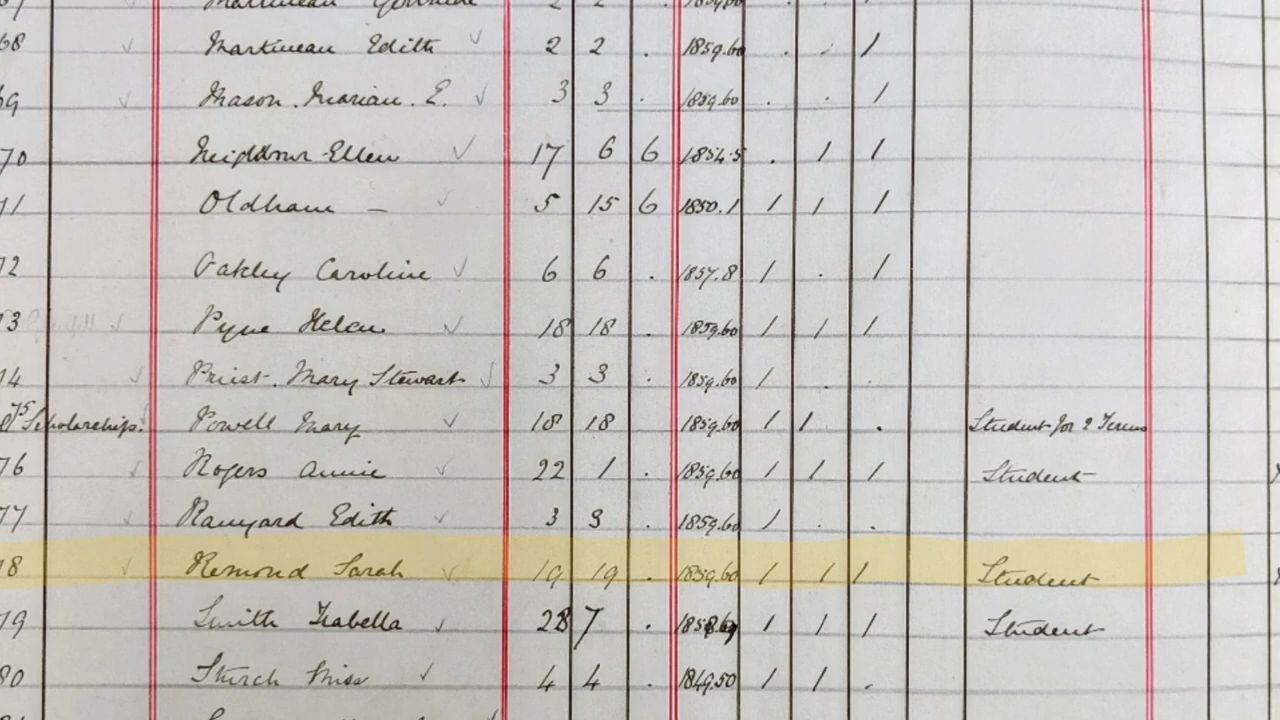 68 Martineau Edith 2 2 . 1859.60 . . 1
69 Mason. Marian. E. 3 3 . 1859.60 . . 1
70 Ellen 17 6 6 1854.5 . 1 1
71 Oldham — 5 15 6 1850.1 1 1 1
72 Oakley Caroline 6 6 . 1857.8 1 . 1
73 Pyne Helen 18 18 . 1859.60 1 1 1
74 Priest. Mary Stewart 3 3 . 1859.60 1 . .
75 Scholarships. Powell Mary 18 18 1859.60 1 1 . Student for 2 Terms
76 Rogers Annie 22 1 . 1859.60 1 1 1 Student
77 Ranyard Edith 3 3 . 1859.60 1 . .
78 Remond Sarah 19 19 . 1859.60 1 1 1 Student
79 Smith Isabella 28 7 . 1 1 1 Student
80 Sturch Miss 4 4 . 1849.50 1 1 .